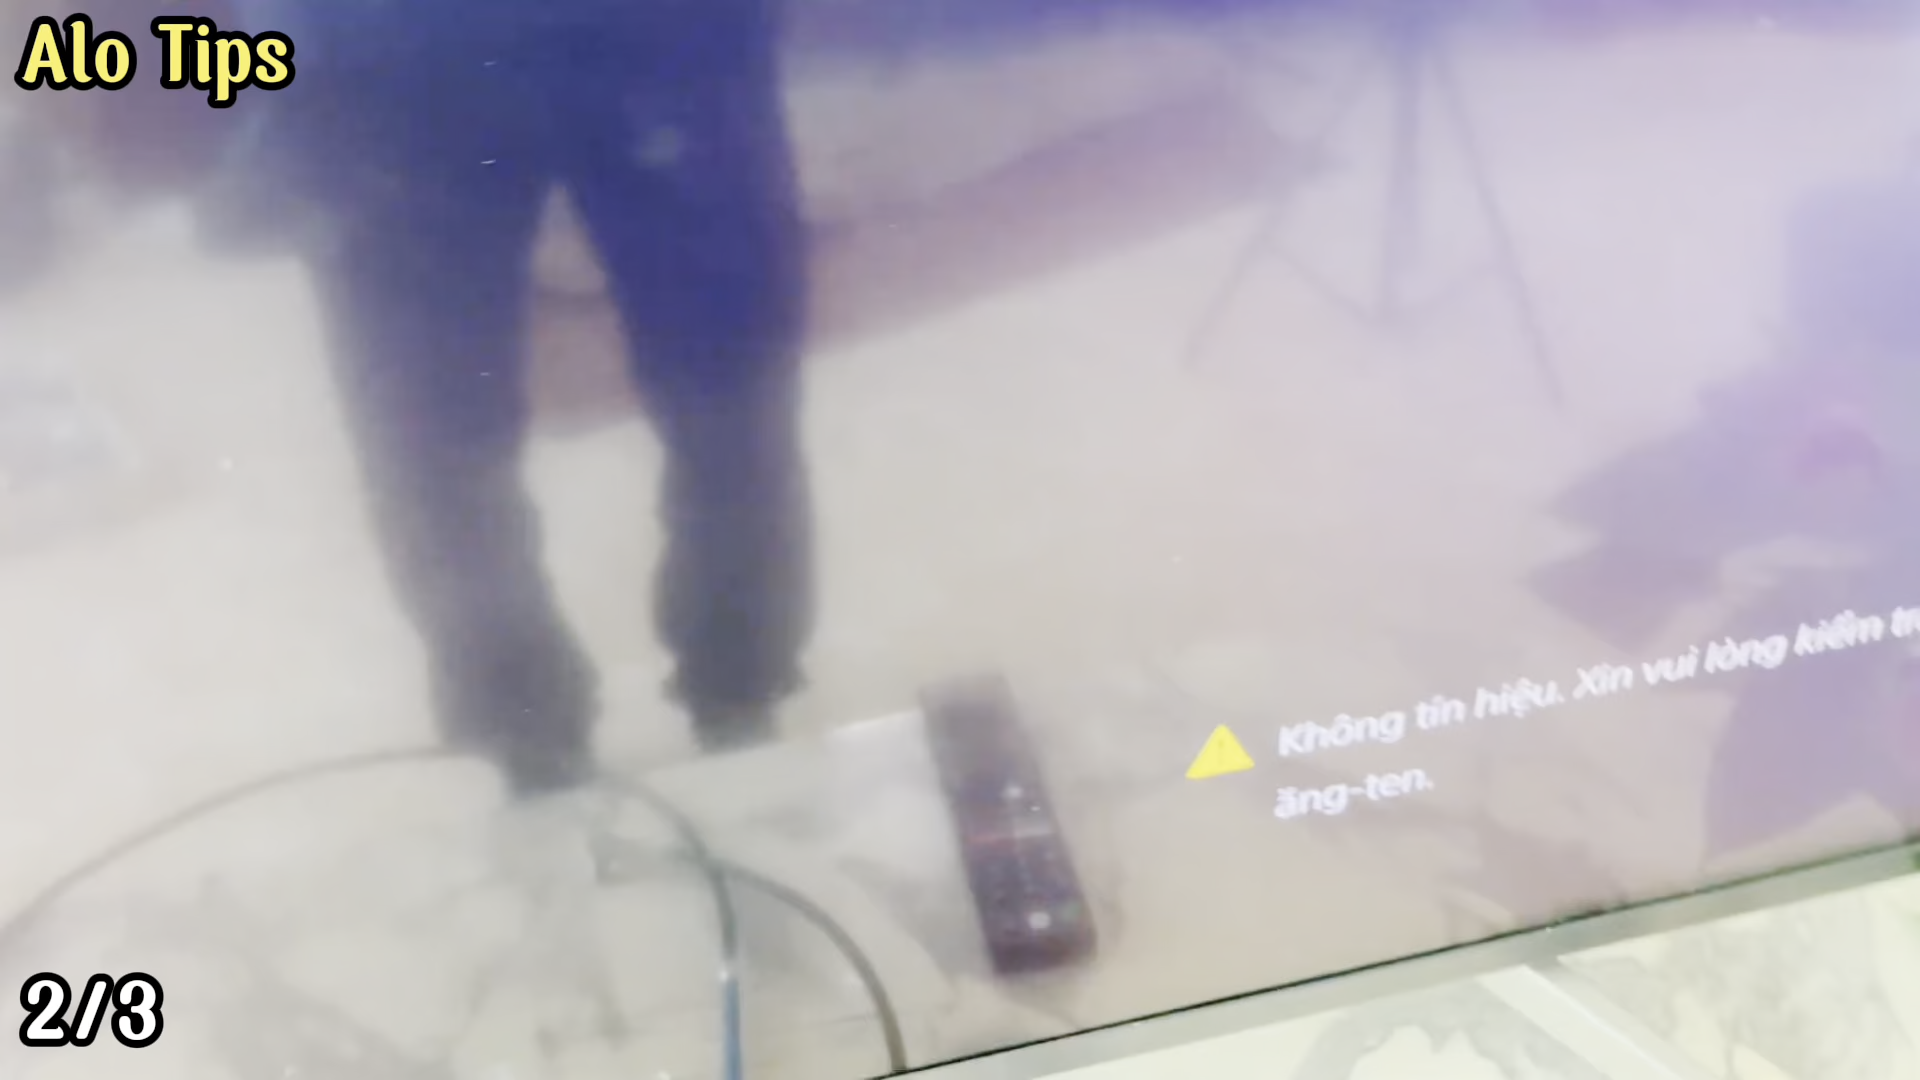 Alo Tips
Không tín hiệu. Xin vui lòng kiểm
ăng-ten.
2/3